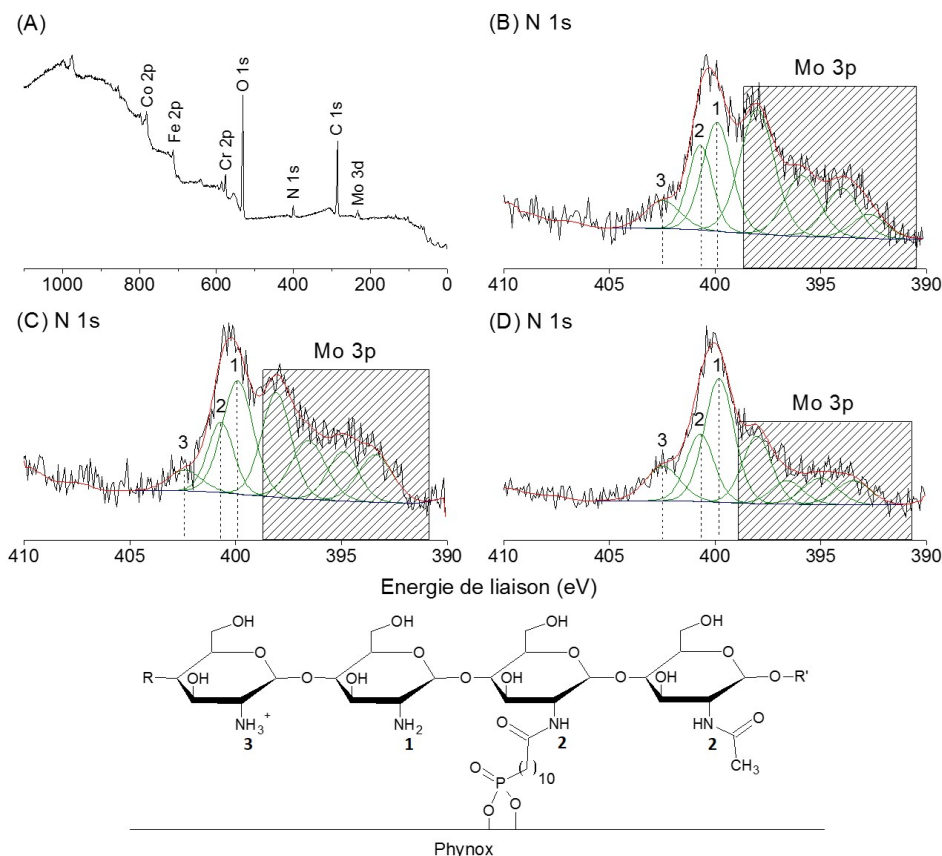 (A)
Co 2p
Fe 2p
Cr 2p
O 1s
N 1s
C 1s
Mo 3d
1000 800 600 400 200 0
(B) N 1s
Mo 3p
1
2
3
410 405 400 395 390
(C) N 1s
Mo 3p
1
2
3
410 405 400 395 390
(D) N 1s
Mo 3p
1
2
3
410 405 400 395 390
Energie de liaison (eV)
OH OH OH OH
O O O O
R OH O OH O OH O OH O-R'
NH3+ NH2 O NH NH O
3 1 2 2
( )10 CH3
O P
O O
Phynox